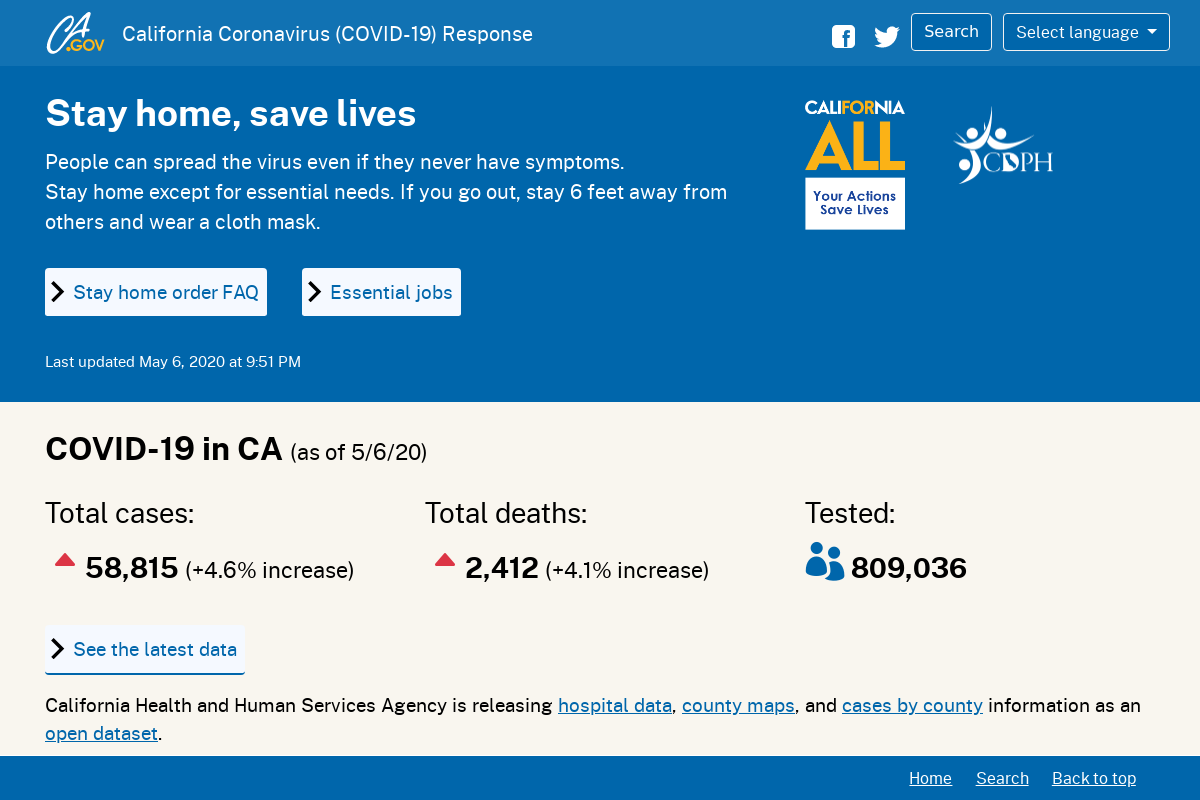 CA.GOV California Coronavirus (COVID-19) Response Search Select language
Stay home, save lives
People can spread the virus even if they never have symptoms.
Stay home except for essential needs. If you go out, stay 6 feet away from
others and wear a cloth mask.
CALIFORNIA
ALL
Your Actions
Save Lives
CDPH
Stay home order FAQ Essential jobs
Last updated May 6, 2020 at 9:51 PM
COVID-19 in CA (as of 5/6/20)
Total cases: Total deaths: Tested:
58,815 (+4.6% increase) 2,412 (+4.1% increase) 809,036
See the latest data
California Health and Human Services Agency is releasing hospital data, county maps, and cases by county information as an
open dataset.
Home Search Back to top